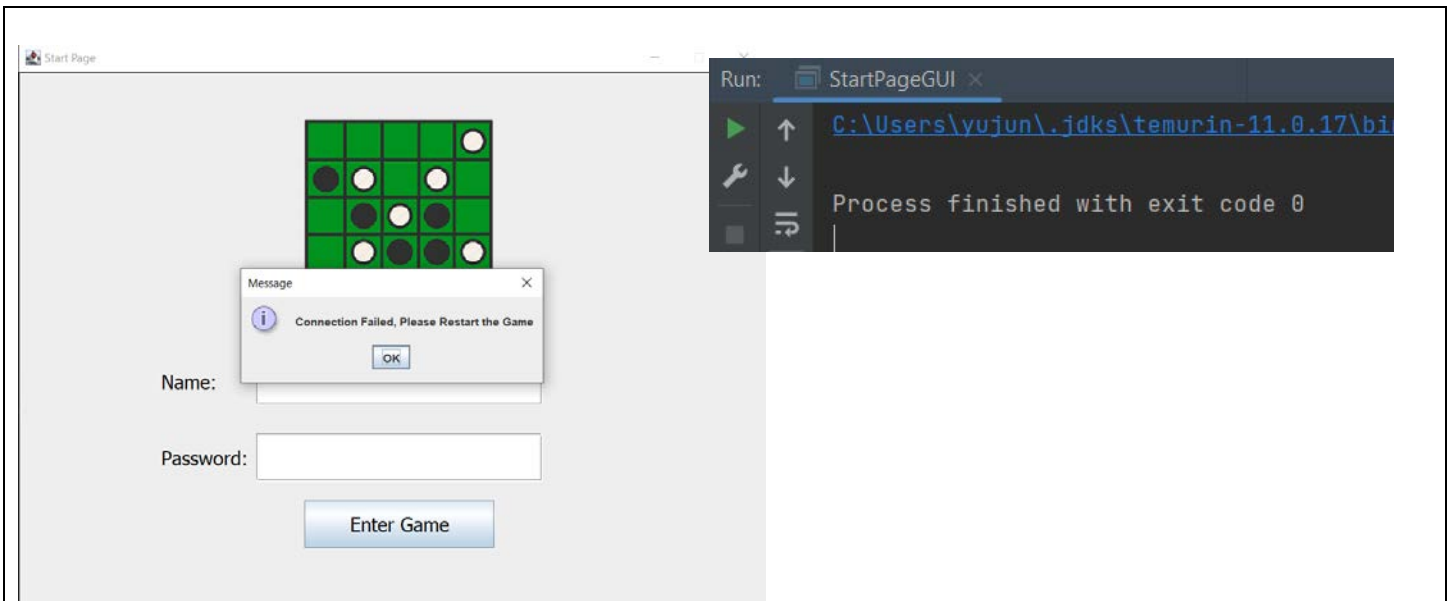 Start Page
Message
Connection Failed, Please Restart the Game
OK
Name:
Password:
Enter Game
Run: StartPageGUI
C:\Users\yujun\.jdks\temurin-11.0.17\bi
Process finished with exit code 0